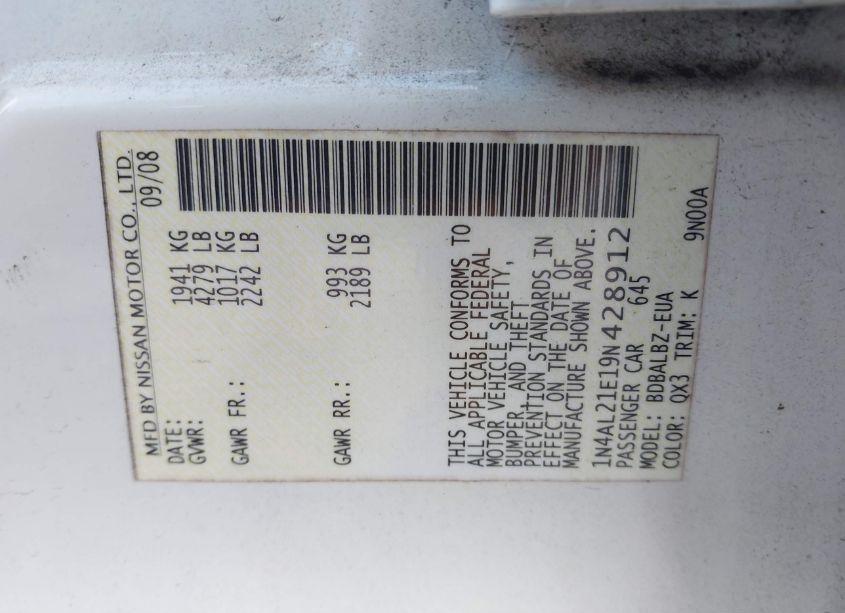 MFD BY NISSAN MOTOR CO., LTD.
DATE: 09/08
GVWR: 1941 KG
4279 LB
GAWR FR.: 1017 KG
2242 LB
GAWR RR.: 993 KG
2189 LB
THIS VEHICLE CONFORMS TO
ALL APPLICABLE FEDERAL
MOTOR VEHICLE SAFETY,
BUMPER, AND THEFT
PREVENTION STANDARDS IN
EFFECT ON THE DATE OF
MANUFACTURE SHOWN ABOVE.
1N4AL21E19N428912
PASSENGER CAR 645
MODEL: BDBALBZ-EUA
COLOR: QX3 TRIM: K 9N00A